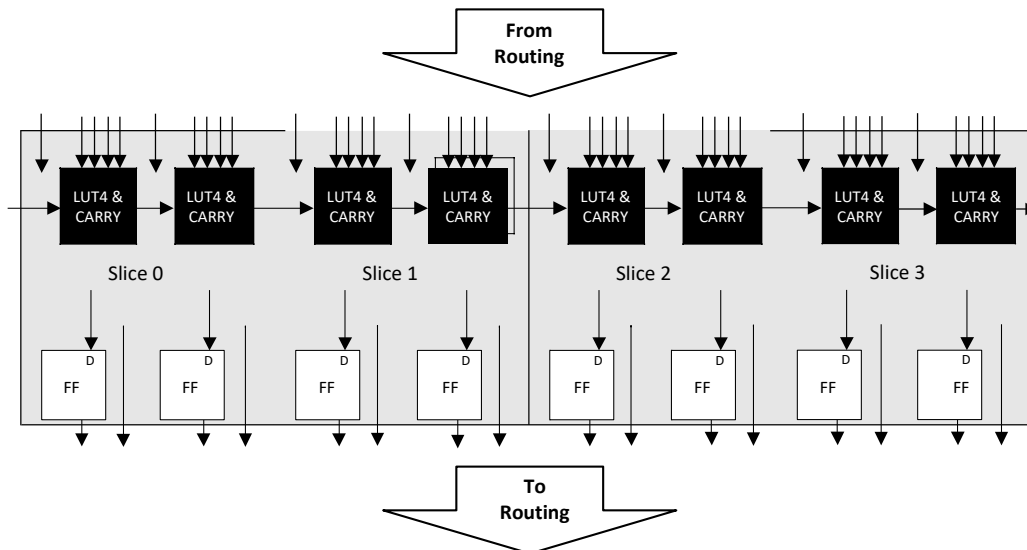 From
Routing
LUT4 &
CARRY
LUT4 &
CARRY
LUT4 &
CARRY
LUT4 &
CARRY
LUT4 &
CARRY
LUT4 &
CARRY
LUT4 &
CARRY
LUT4 &
CARRY
Slice 0
Slice 1
Slice 2
Slice 3
D
FF
D
FF
D
FF
D
FF
D
FF
D
FF
D
FF
D
FF
To
Routing